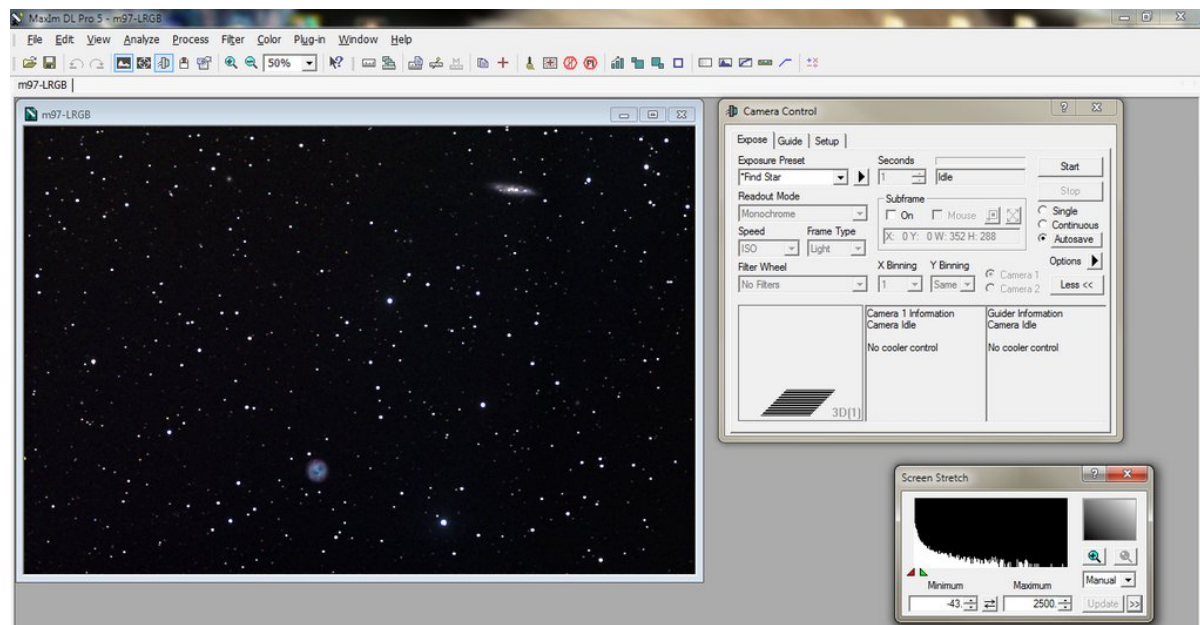 MaxIm DL Pro 5 - m97-LRGB
File Edit View Analyze Process Filter Color Plug-in Window Help
50%
m97-LRGB
m97-LRGB
Camera Control
Expose Guide Setup
Exposure Preset Seconds
*Find Star 1 Idle Start
Stop
Readout Mode Subframe
Monochrome On Mouse Single
Continuous
Speed Frame Type X: 0 Y: 0 W: 352 H: 288 Autosave
ISO Light
Filter Wheel X Binning Y Binning Camera 1 Options
No Filters 1 Same Camera 2 Less <<
Camera 1 Information Guider Information
Camera Idle Camera Idle
No cooler control No cooler control
3D[1]
Screen Stretch
Minimum Maximum Manual
-43. 2500. Update >>